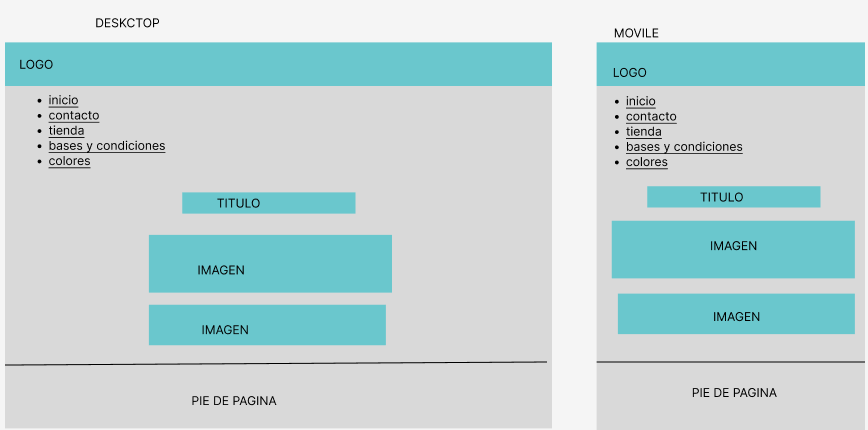 DESKCTOP
LOGO
inicio
contacto
tienda
bases y condiciones
colores
TITULO
IMAGEN
IMAGEN
PIE DE PAGINA
MOVILE
LOGO
inicio
contacto
tienda
bases y condiciones
colores
TITULO
IMAGEN
IMAGEN
PIE DE PAGINA